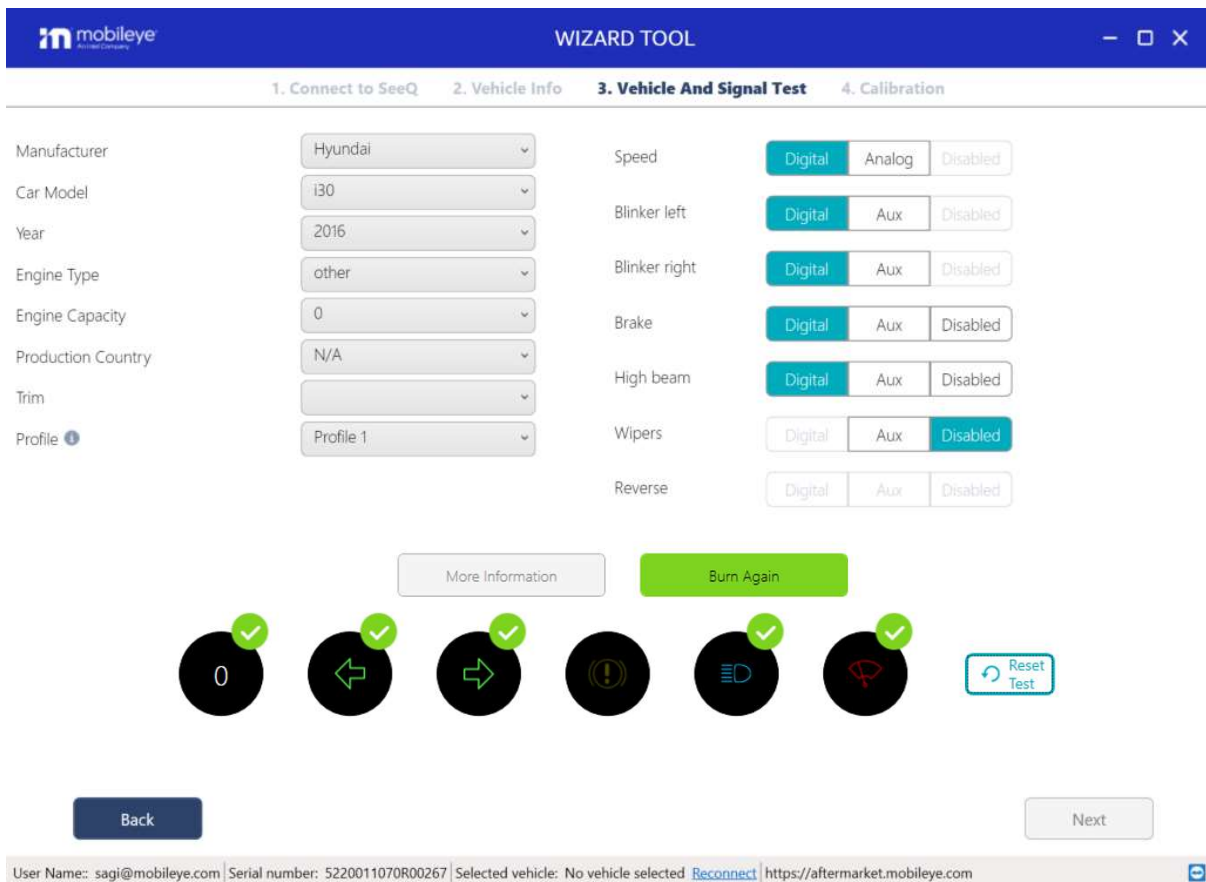 mobileye
An Intel Company
WIZARD TOOL
1. Connect to SeeQ 2. Vehicle Info 3. Vehicle And Signal Test 4. Calibration
Manufacturer Hyundai
Car Model i30
Year 2016
Engine Type other
Engine Capacity 0
Production Country N/A
Trim
Profile Profile 1
Speed Digital Analog Disabled
Blinker left Digital Aux Disabled
Blinker right Digital Aux Disabled
Brake Digital Aux Disabled
High beam Digital Aux Disabled
Wipers Digital Aux Disabled
Reverse Digital Aux Disabled
More Information Burn Again
0
Reset
Test
Back Next
User Name:: sagi@mobileye.com Serial number: 5220011070R00267 Selected vehicle: No vehicle selected Reconnect https://aftermarket.mobileye.com